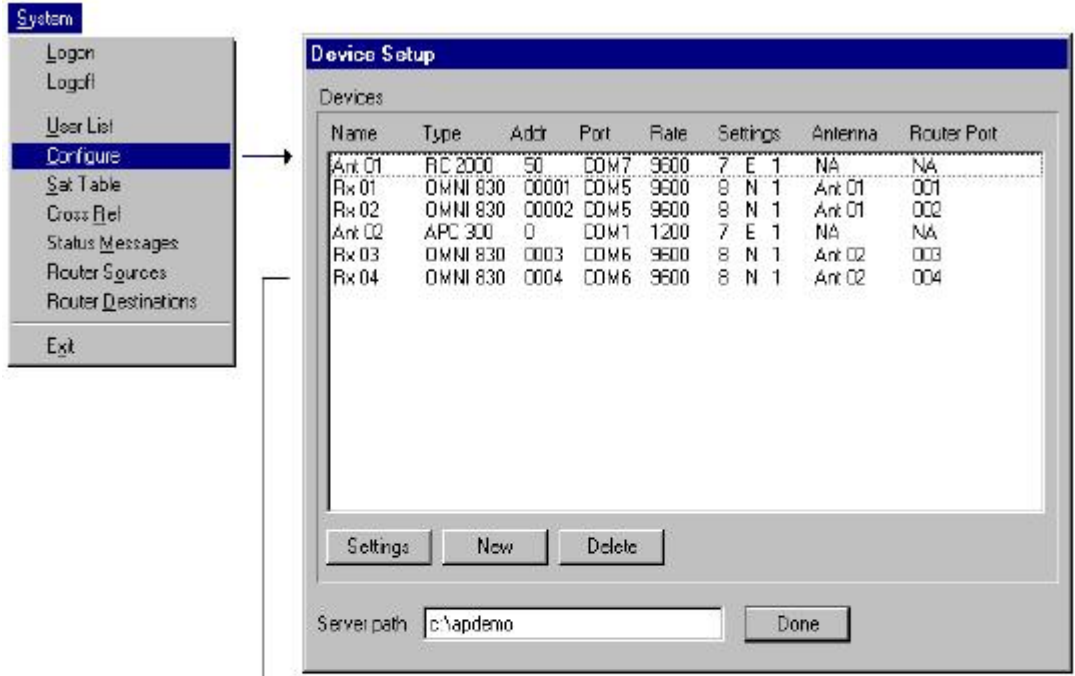 System
Logon
Logoff
User List
Configure
Sat Table
Cross Ref
Status Messages
Router Sources
Router Destinations
Exit
Device Setup
Devices
Name Type Addr Port Rate Settings Antenna Router Port
Ant 01 RC 2000 50 COM7 9600 7 E 1 NA NA
Rx 01 OMNI 830 00001 COM5 9600 8 N 1 Ant 01 001
Rx 02 OMNI 830 00002 COM5 9600 8 N 1 Ant 01 002
Ant 02 APC 300 0 COM1 1200 7 E 1 NA NA
Rx 03 OMNI 830 0003 COM6 9600 8 N 1 Ant 02 003
Rx 04 OMNI 830 0004 COM6 9600 8 N 1 Ant 02 004
Settings New Delete
Server path c:\apdemo Done